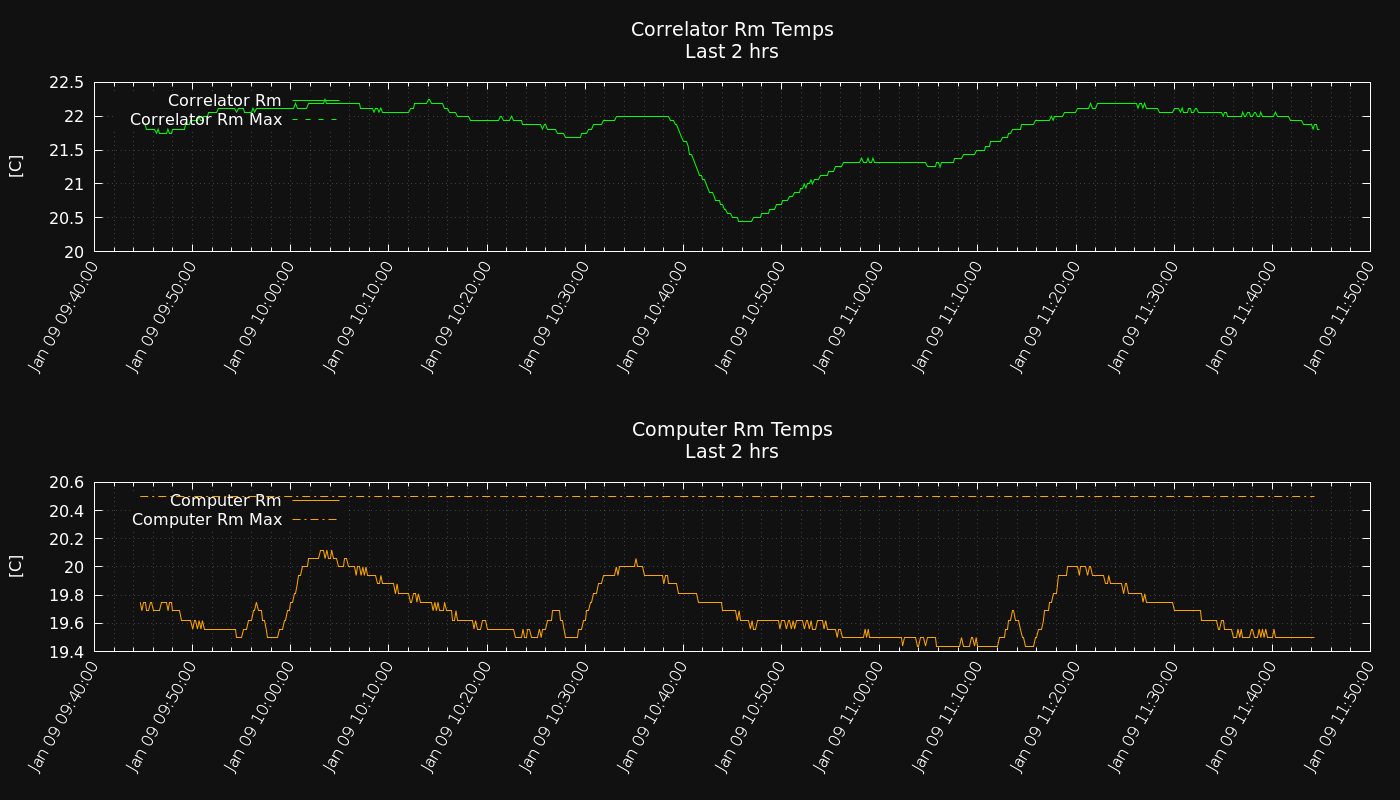 Correlator Rm Temps
Last 2 hrs
22.5
22
21.5
21
20.5
20
[C]
Correlator Rm
Correlator Rm Max
Jan 09 09:40:00
Jan 09 09:50:00
Jan 09 10:00:00
Jan 09 10:10:00
Jan 09 10:20:00
Jan 09 10:30:00
Jan 09 10:40:00
Jan 09 10:50:00
Jan 09 11:00:00
Jan 09 11:10:00
Jan 09 11:20:00
Jan 09 11:30:00
Jan 09 11:40:00
Jan 09 11:50:00
Computer Rm Temps
Last 2 hrs
20.6
20.4
20.2
20
19.8
19.6
19.4
[C]
Computer Rm
Computer Rm Max
Jan 09 09:40:00
Jan 09 09:50:00
Jan 09 10:00:00
Jan 09 10:10:00
Jan 09 10:20:00
Jan 09 10:30:00
Jan 09 10:40:00
Jan 09 10:50:00
Jan 09 11:00:00
Jan 09 11:10:00
Jan 09 11:20:00
Jan 09 11:30:00
Jan 09 11:40:00
Jan 09 11:50:00